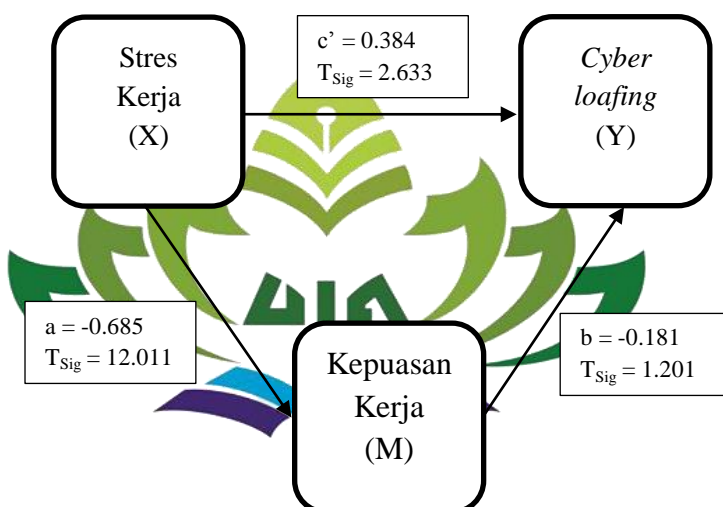 Stres
Kerja
(X)
c’ = 0.384
T_Sig = 2.633
Cyber
loafing
(Y)
a = -0.685
T_Sig = 12.011
Kepuasan
Kerja
(M)
b = -0.181
T_Sig = 1.201